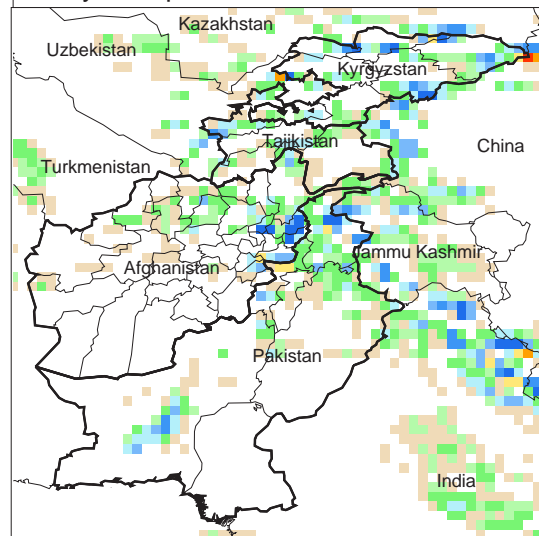 Kazakhstan
Uzbekistan
Kyrgyzstan
Tajikistan
China
Turkmenistan
Jammu Kashmir
Afghanistan
Pakistan
India